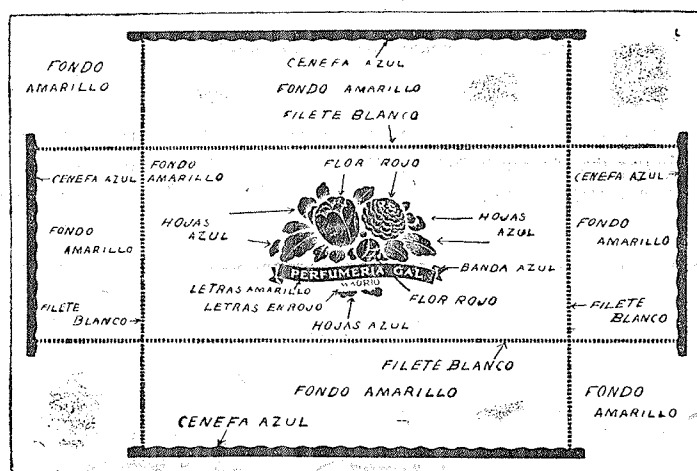 CENEFA AZUL
FONDO AMARILLO
FONDO AMARILLO
FILETE BLANCO
CENEFA AZUL
FONDO AMARILLO
FLOR ROJO
CENEFA AZUL
HOJAS AZUL
HOJAS AZUL
FONDO AMARILLO
FONDO AMARILLO
PERFUMERIA GAL
BANDA AZUL
MADRID
LETRAS AMARILLO
FLOR ROJO
LETRAS EN ROJO
HOJAS AZUL
FILETE BLANCO
FILETE BLANCO
FILETE BLANCO
FONDO AMARILLO
FONDO AMARILLO
CENEFA AZUL